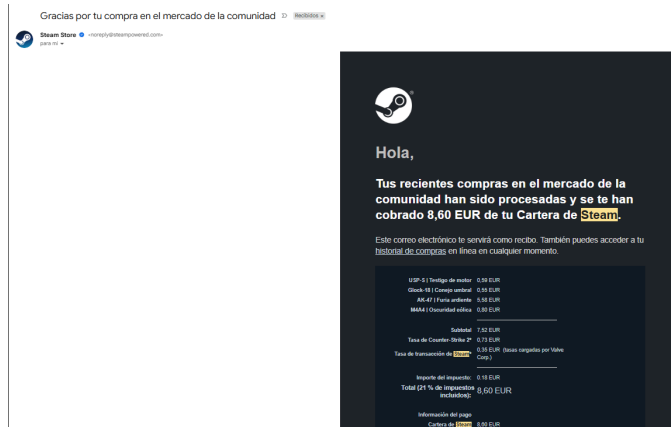 Gracias por tu compra en el mercado de la comunidad Recibidos x
Steam Store <noreply@steampowered.com>
para mí
Hola,
Tus recientes compras en el mercado de la
comunidad han sido procesadas y se te han
cobrado 8,60 EUR de tu Cartera de Steam.
Este correo electrónico te servirá como recibo. También puedes acceder a tu
historial de compras en línea en cualquier momento.
USP-S | Testigo de motor 0,59 EUR
Glock-18 | Conejo umbral 0,55 EUR
AK-47 | Furia ardiente 5,58 EUR
M4A4 | Oscuridad eólica 0,80 EUR
Subtotal 7,52 EUR
Tasa de Counter-Strike 2* 0,73 EUR
Tasa de transacción de Steam* 0,35 EUR (tasas cargadas por Valve
Corp.)
Importe del impuesto: 0.18 EUR
Total (21 % de impuestos
incluidos): 8,60 EUR
Información del pago
Cartera de Steam 8,60 EUR